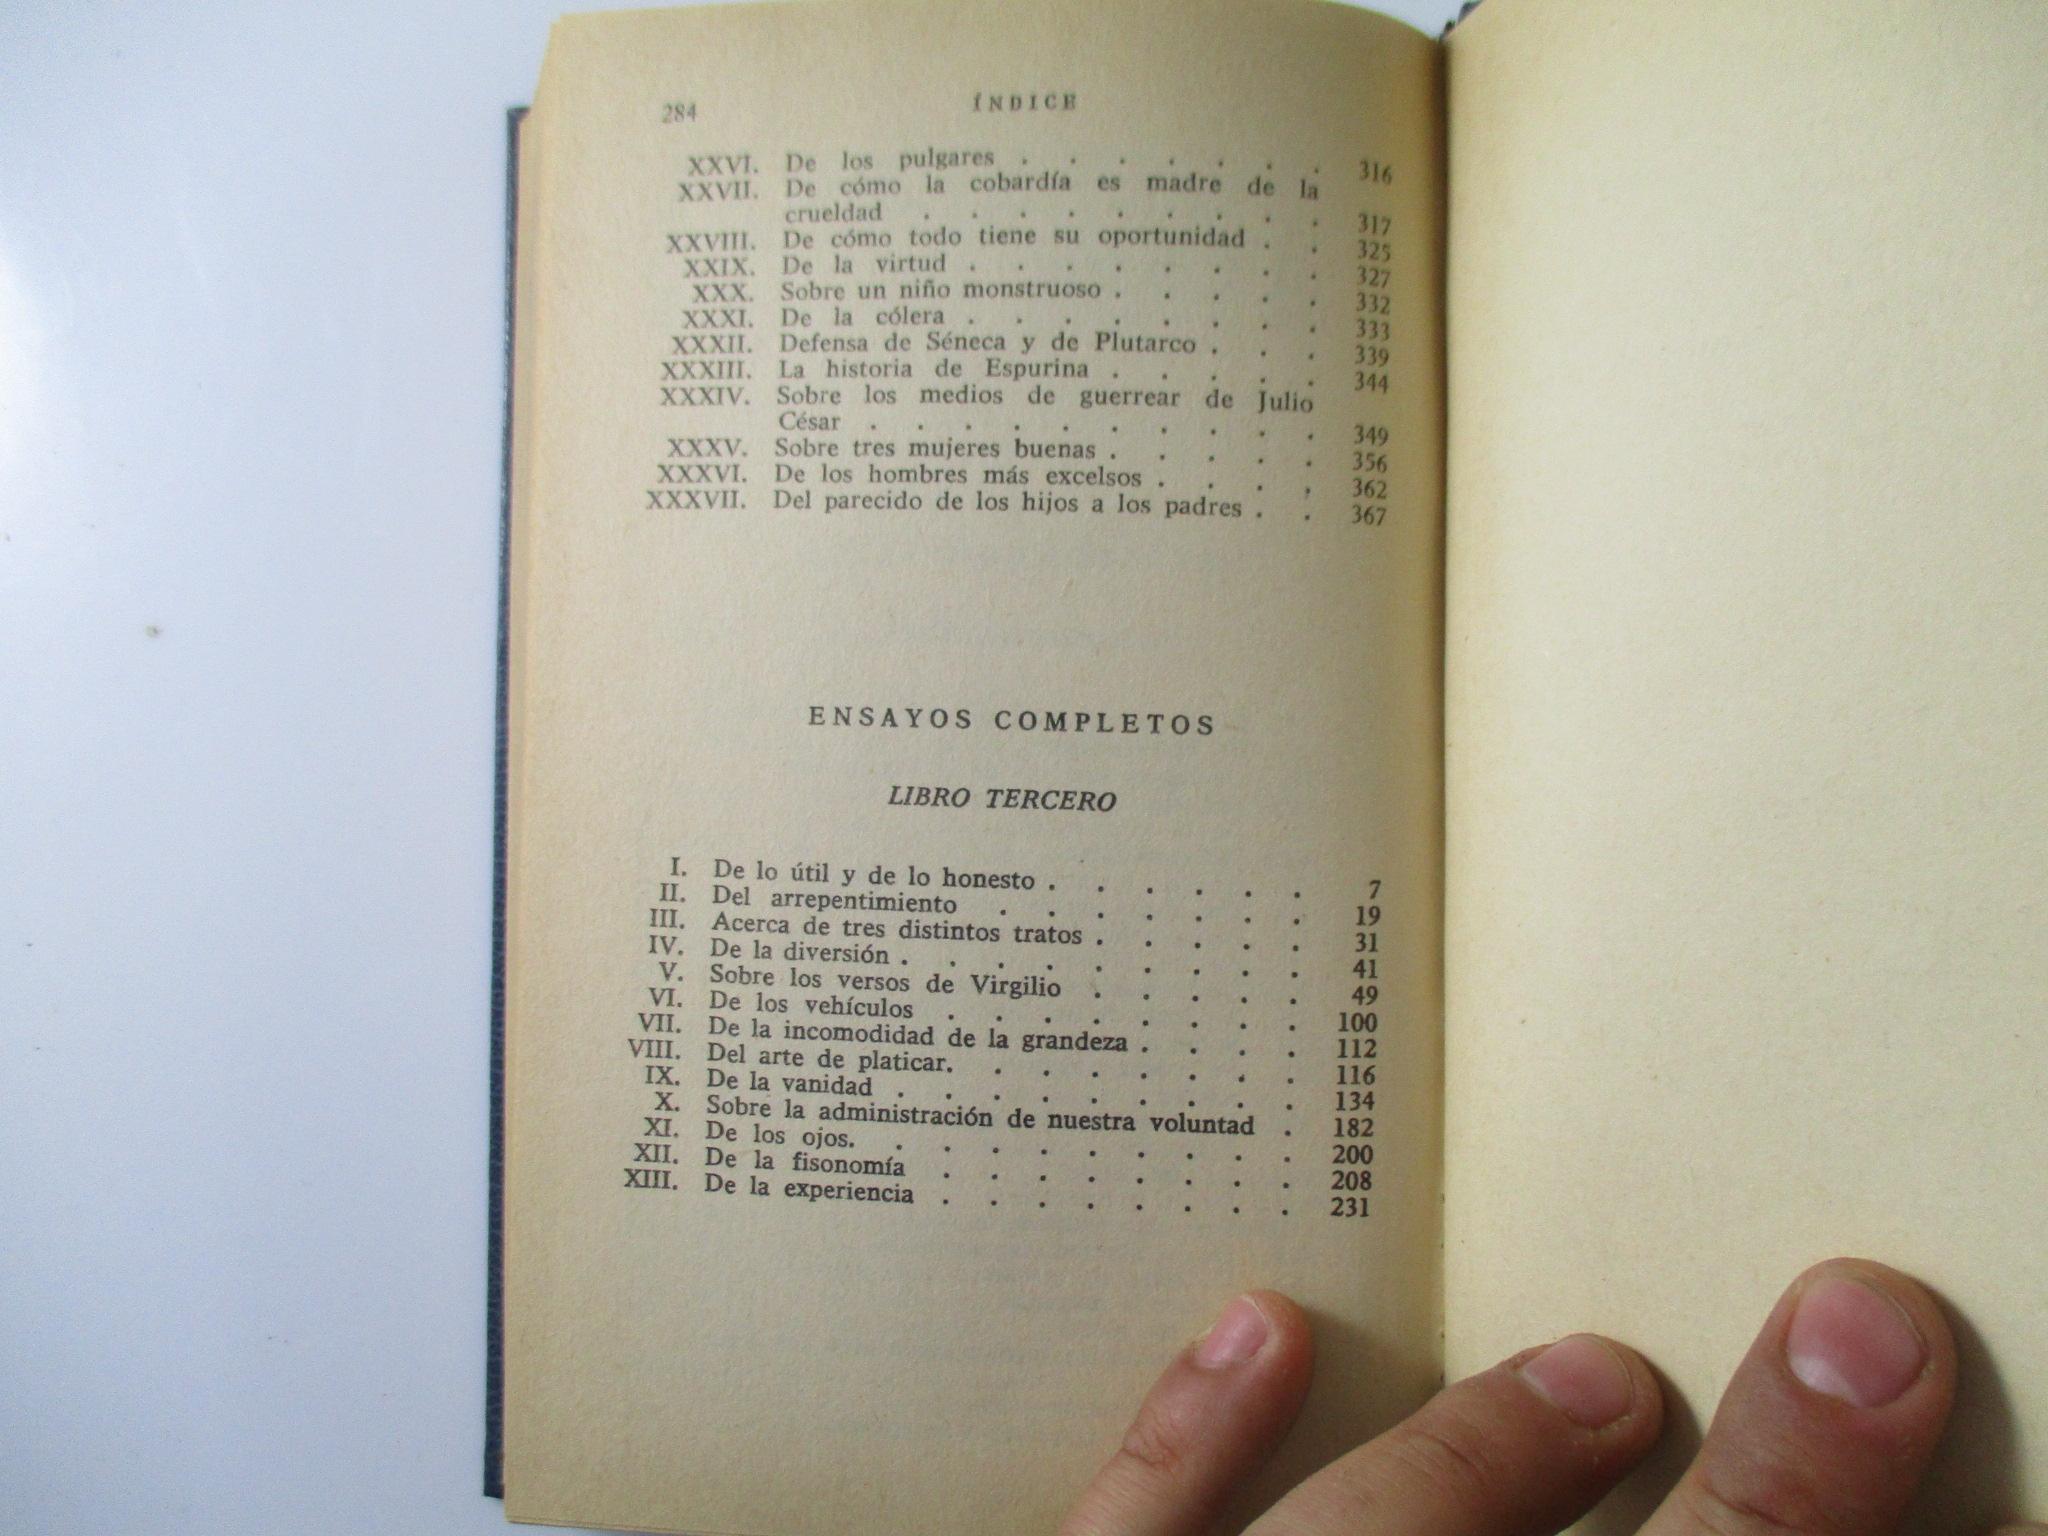 284 ÍNDICE
XXVI. De los pulgares . . . . . . . 316
XXVII. De cómo la cobardía es madre de la
crueldad . . . . . . . . . 317
XXVIII. De cómo todo tiene su oportunidad . . 325
XXIX. De la virtud . . . . . . . . 327
XXX. Sobre un niño monstruoso . . . . . 332
XXXI. De la cólera . . . . . . . . 333
XXXII. Defensa de Séneca y de Plutarco . . . 339
XXXIII. La historia de Espurina . . . . . 344
XXXIV. Sobre los medios de guerrear de Julio
César . . . . . . . . . . 349
XXXV. Sobre tres mujeres buenas . . . . . 356
XXXVI. De los hombres más excelsos . . . . 362
XXXVII. Del parecido de los hijos a los padres . . 367
ENSAYOS COMPLETOS
LIBRO TERCERO
I. De lo útil y de lo honesto . . . . . . 7
II. Del arrepentimiento . . . . . . . 19
III. Acerca de tres distintos tratos . . . . . 31
IV. De la diversión . . . . . . . . . 41
V. Sobre los versos de Virgilio . . . . . 49
VI. De los vehículos . . . . . . . . 100
VII. De la incomodidad de la grandeza . . . . 112
VIII. Del arte de platicar. . . . . . . . 116
IX. De la vanidad . . . . . . . . . 134
X. Sobre la administración de nuestra voluntad . 182
XI. De los ojos. . . . . . . . . . 200
XII. De la fisonomía . . . . . . . . 208
XIII. De la experiencia . . . . . . . . 231